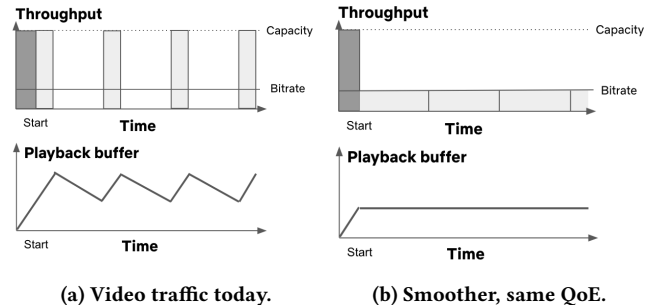 Throughput
Capacity
Bitrate
Start
Time
Playback buffer
Start
Time
(a) Video traffic today.
Throughput
Capacity
Bitrate
Start
Time
Playback buffer
Start
Time
(b) Smoother, same QoE.